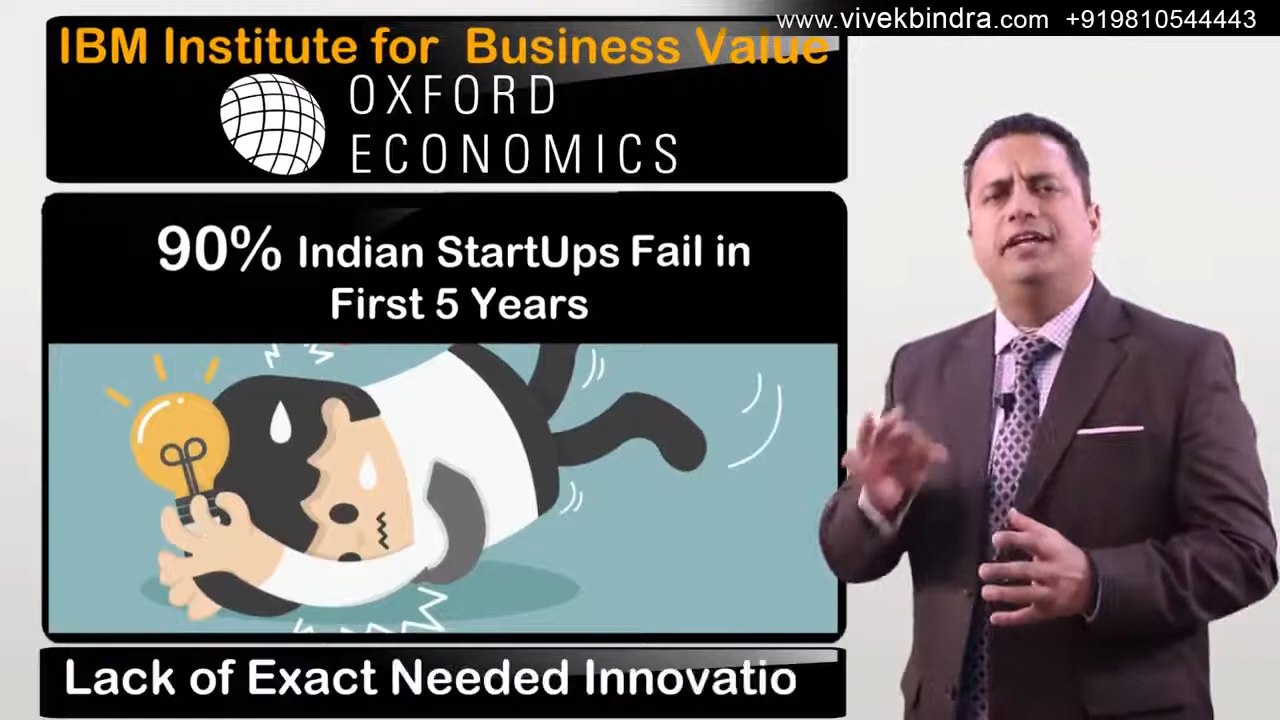 www.vivekbindra.com +919810544443
IBM Institute for Business Value
OXFORD
ECONOMICS
90% Indian StartUps Fail in
First 5 Years
Lack of Exact Needed Innovatio